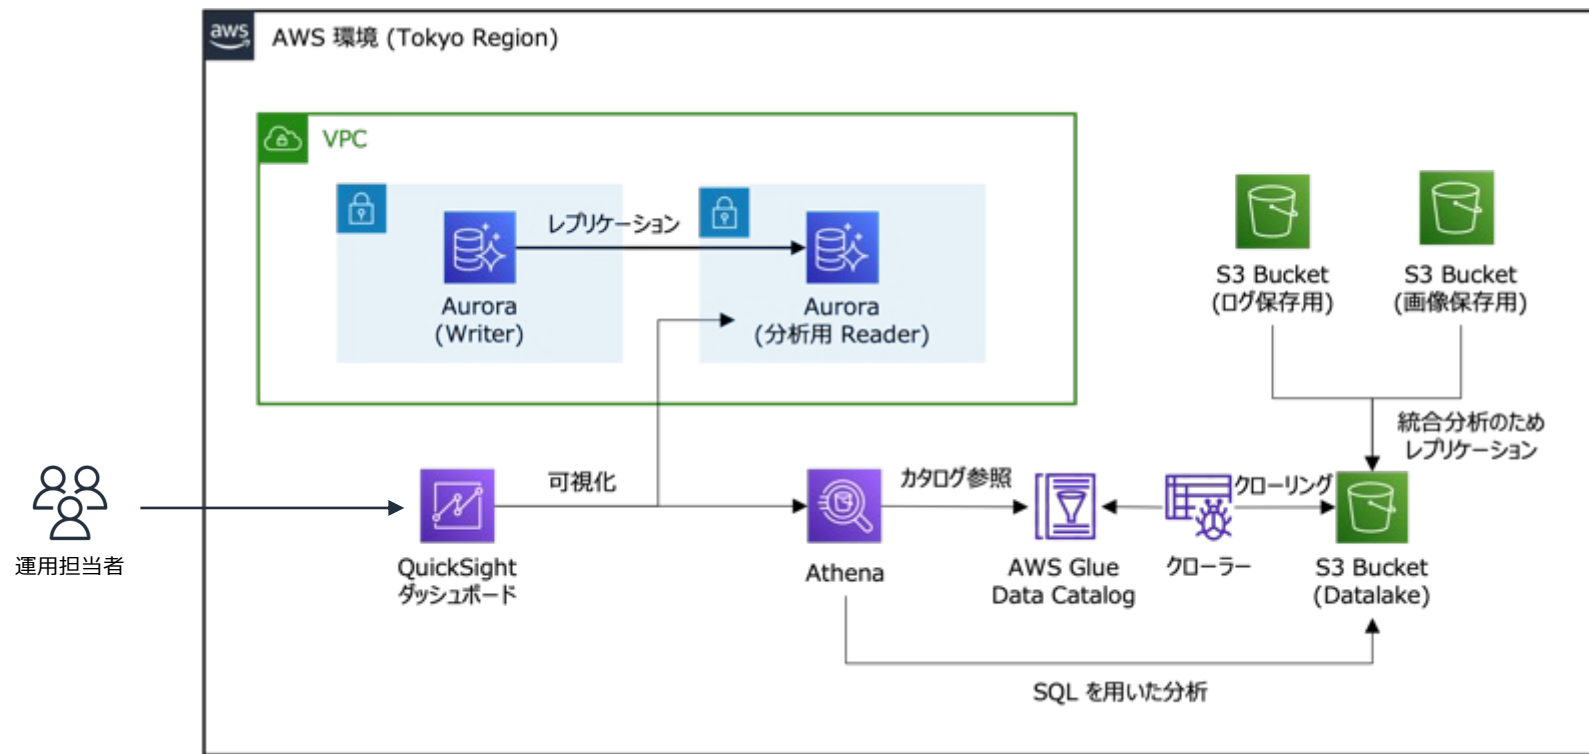 aws
AWS 環境 (Tokyo Region)
VPC
レプリケーション
Aurora
(Writer)
Aurora
(分析用 Reader)
S3 Bucket
(ログ保存用)
S3 Bucket
(画像保存用)
統合分析のため
レプリケーション
運用担当者
可視化
QuickSight
ダッシュボード
カタログ参照
Athena
AWS Glue
Data Catalog
クローリング
クローラー
S3 Bucket
(Datalake)
SQL を用いた分析